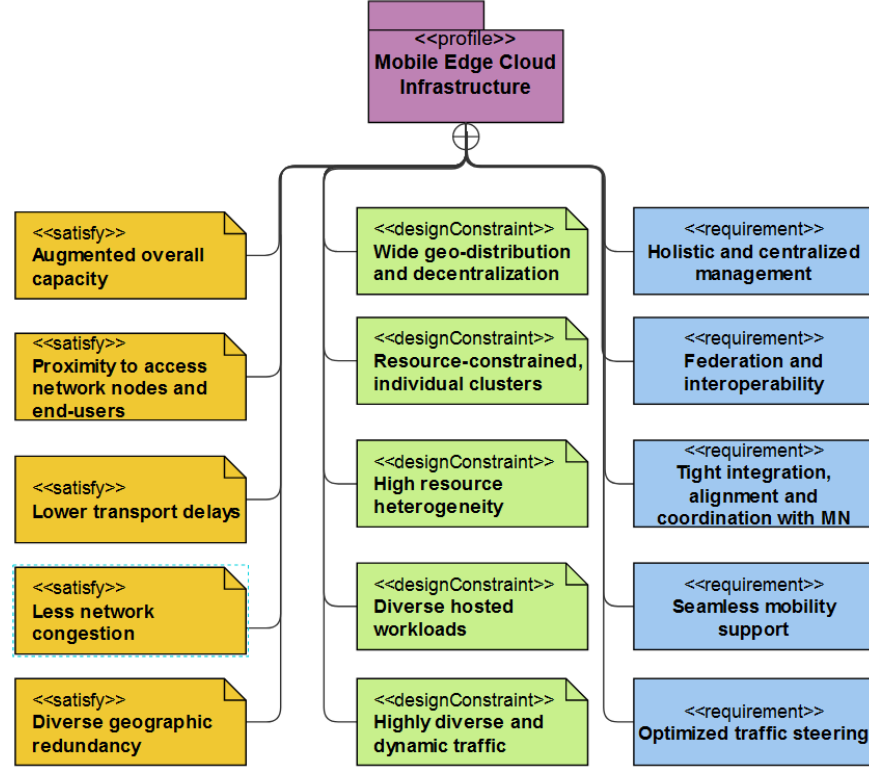 <<profile>>
Mobile Edge Cloud
Infrastructure
<<satisfy>>
Augmented overall
capacity
<<satisfy>>
Proximity to access
network nodes and
end-users
<<satisfy>>
Lower transport delays
<<satisfy>>
Less network
congestion
<<satisfy>>
Diverse geographic
redundancy
<<designConstraint>>
Wide geo-distribution
and decentralization
<<designConstraint>>
Resource-constrained,
individual clusters
<<designConstraint>>
High resource
heterogeneity
<<designConstraint>>
Diverse hosted
workloads
<<designConstraint>>
Highly diverse and
dynamic traffic
<<requirement>>
Holistic and centralized
management
<<requirement>>
Federation and
interoperability
<<requirement>>
Tight integration,
alignment and
coordination with MN
<<requirement>>
Seamless mobility
support
<<requirement>>
Optimized traffic steering